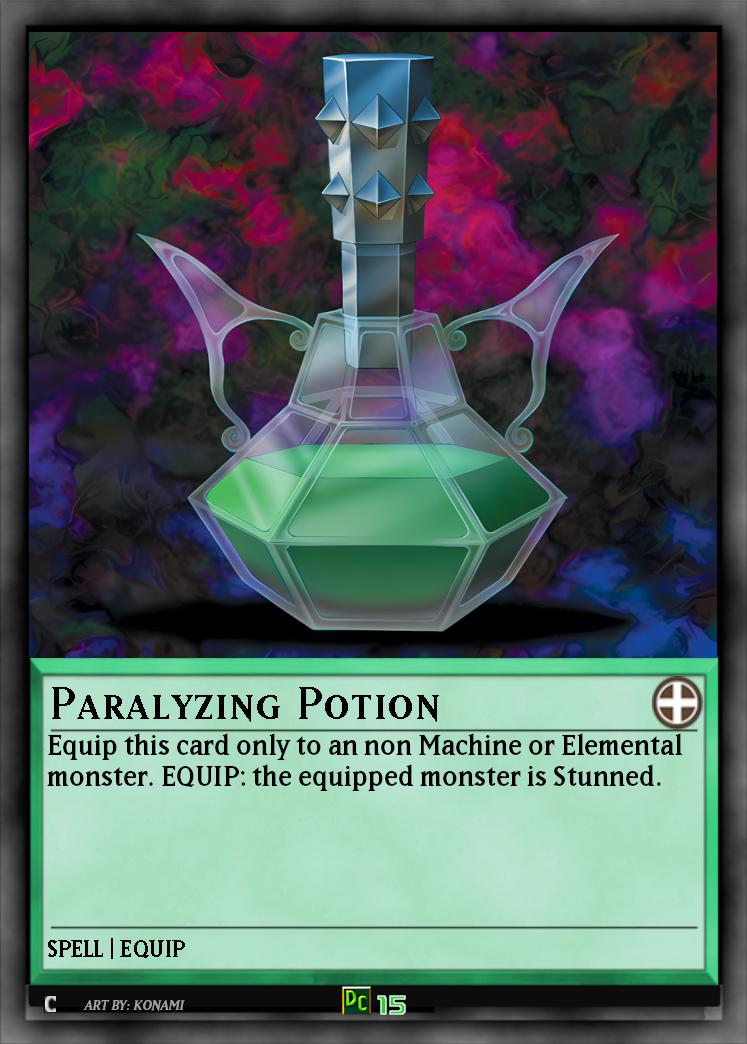 PARALYZING POTION
Equip this card only to an non Machine or Elemental
monster. EQUIP: the equipped monster is Stunned.
SPELL | EQUIP
C ART BY: KONAMI PC 15